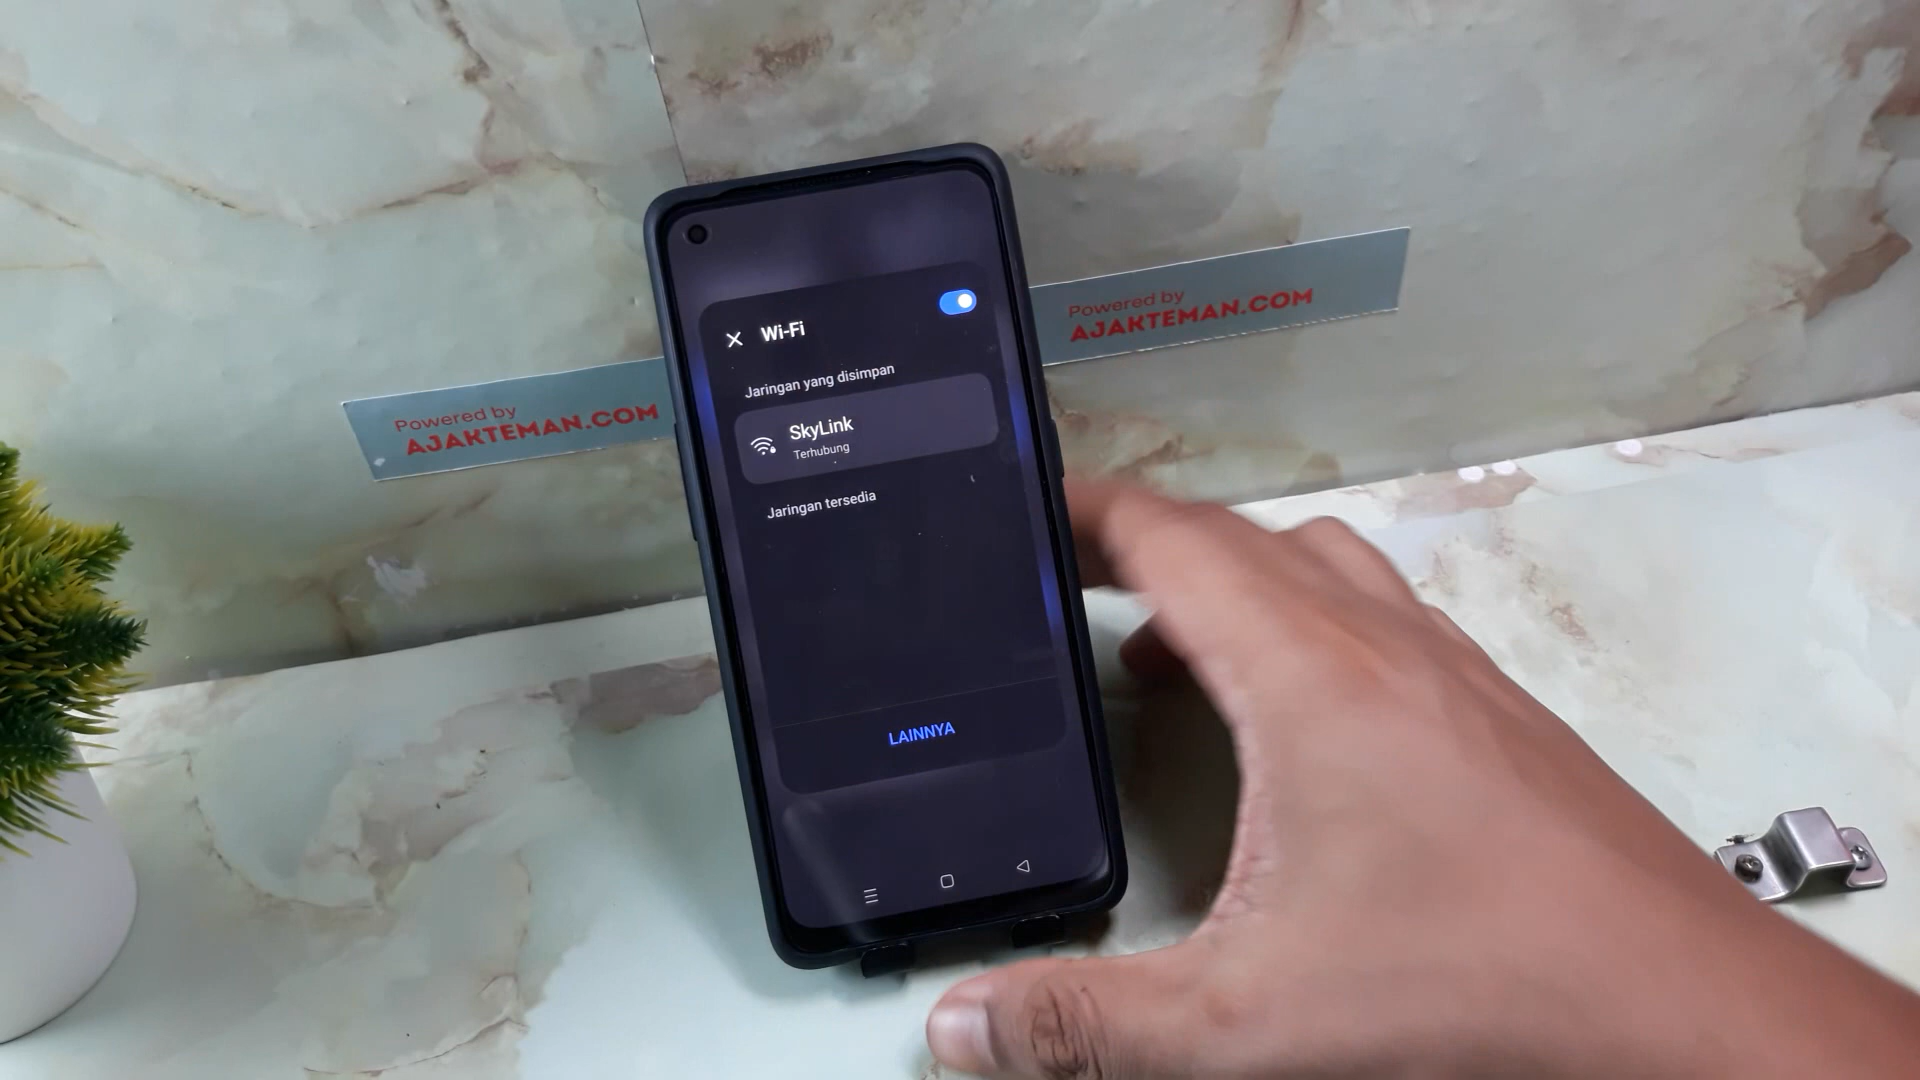 Wi-Fi
Jaringan yang disimpan
SkyLink
Terhubung
Jaringan tersedia
LAINNYA
Powered by
AJAKTEMAN.COM
Powered by
AJAKTEMAN.COM